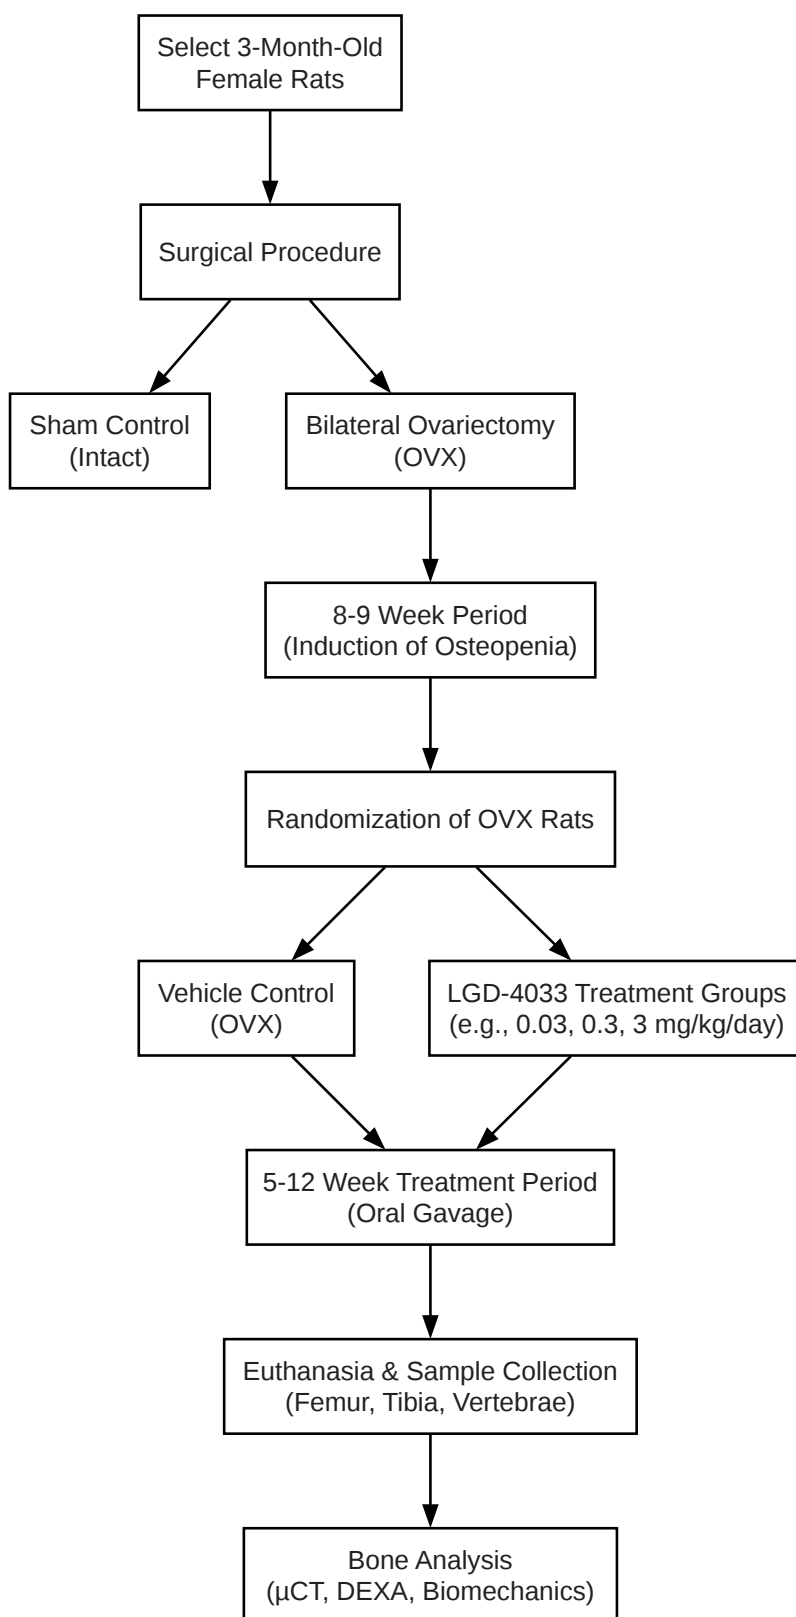 Select 3-Month-Old
Female Rats
Surgical Procedure
Sham Control
(Intact)
Bilateral Ovariectomy
(OVX)
8-9 Week Period
(Induction of Osteopenia)
Randomization of OVX Rats
Vehicle Control
(OVX)
LGD-4033 Treatment Groups
(e.g., 0.03, 0.3, 3 mg/kg/day)
5-12 Week Treatment Period
(Oral Gavage)
Euthanasia & Sample Collection
(Femur, Tibia, Vertebrae)
Bone Analysis
(µCT, DEXA, Biomechanics)